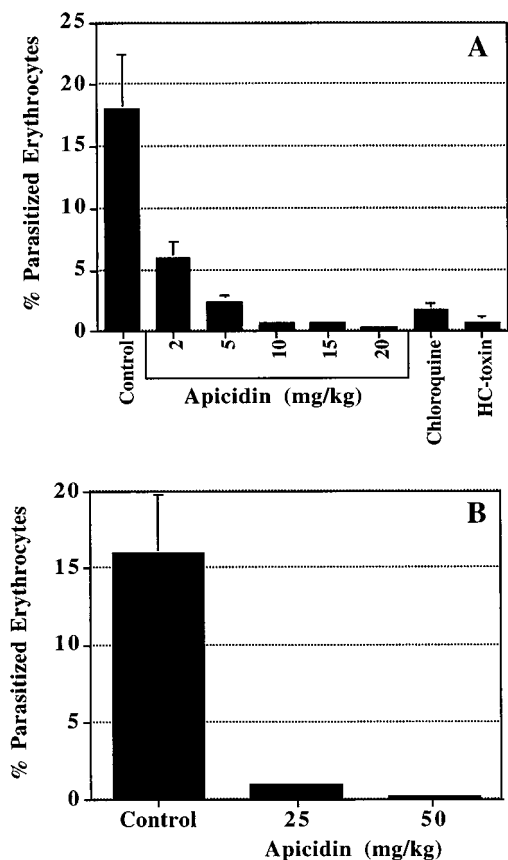 A
25
20
15
10
5
0
% Parasitized Erythrocytes
Control
2
5
10
15
20
Chloroquine
HC-toxin
Apicidin (mg/kg)
B
20
15
10
5
0
% Parasitized Erythrocytes
Control 25 50
Apicidin (mg/kg)